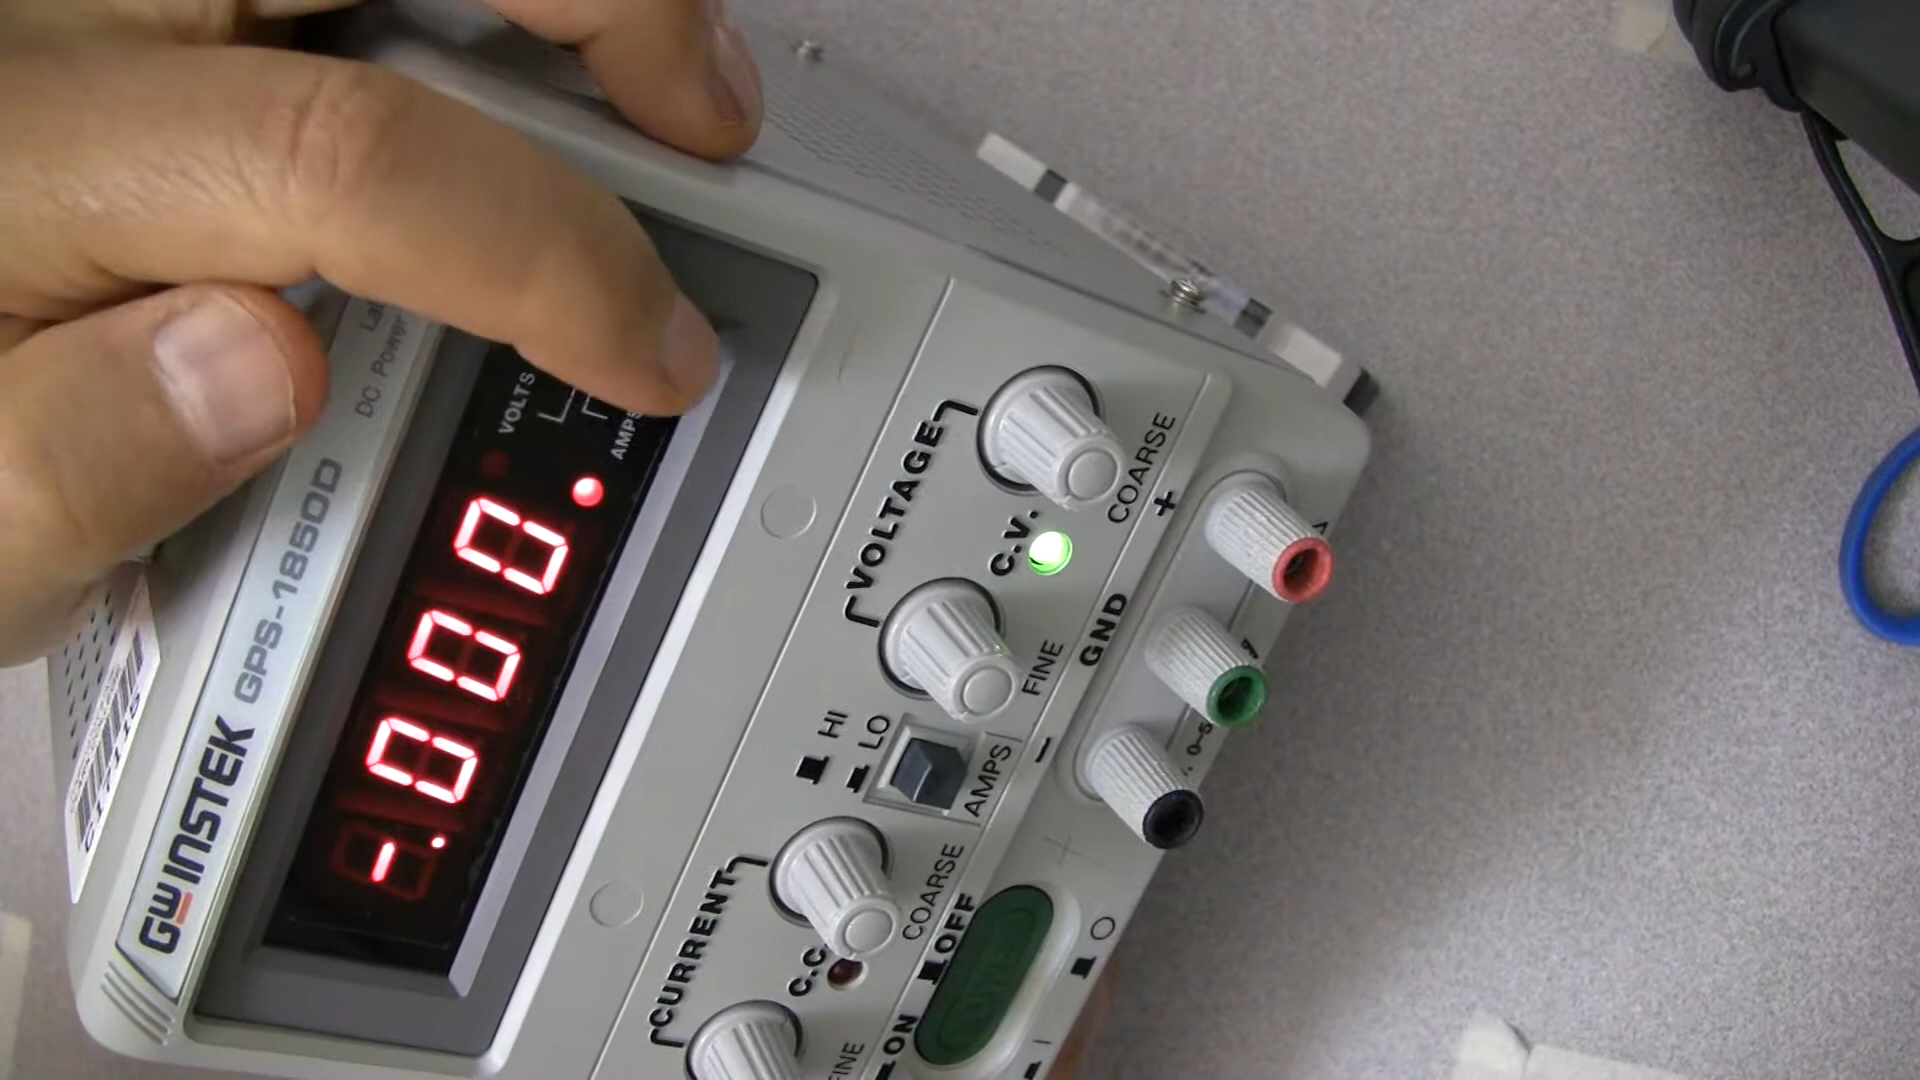 GWINSTEK GPS-1850D
DC POWER
VOLTS
AMPS
-.000.
VOLTAGE
COARSE
C.V.
FINE
HI
LO
AMPS
CURRENT
COARSE
C.C.
FINE
+
GND
-
OFF
ON
POWER